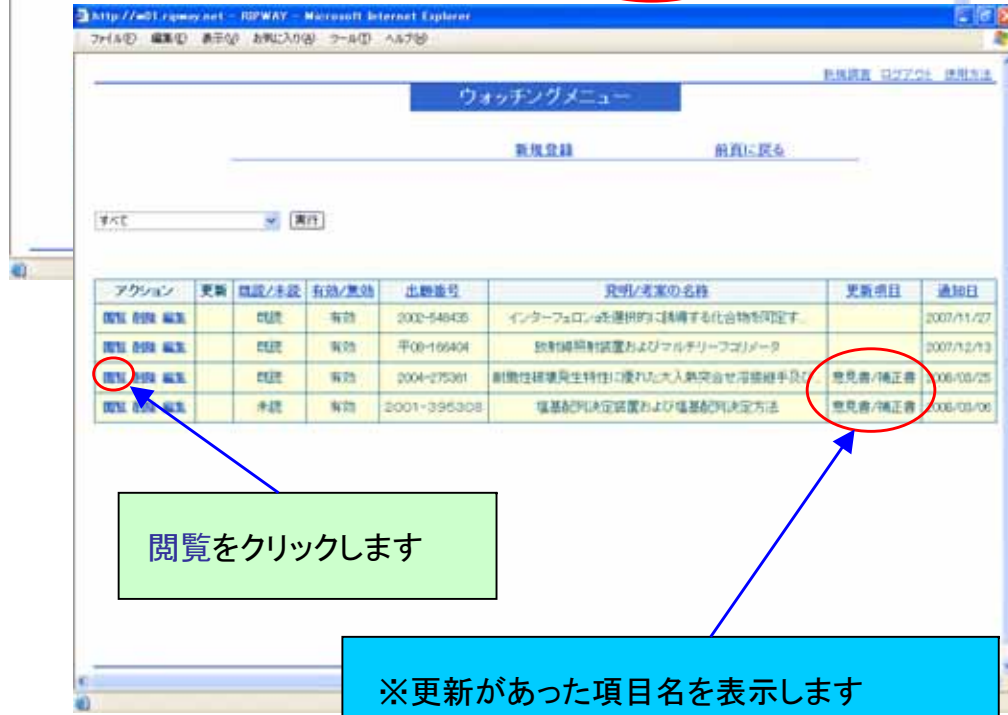 http://w01.ripway.net - RIPWAY - Microsoft Internet Explorer
ファイル(F) 編集(E) 表示(V) お気に入り(A) ツール(T) ヘルプ(H)
新規調査 ログアウト 使用方法
ウォッチングメニュー
新規登録 前頁に戻る
すべて 実行
アクション 更新 既読/未読 有効/無効 出願番号 発明/考案の名称 更新項目 通知日
閲覧 削除 編集 既読 有効 2002-546435 インターフェロンαを選択的に誘導する化合物を同定す... 2007/11/27
閲覧 削除 編集 既読 有効 平08-166404 放射線照射装置およびマルチリーフコリメータ 2007/12/13
閲覧 削除 編集 既読 有効 2004-275361 耐脆性破壊発生特性に優れた大入熱突合せ溶接継手及び... 意見書/補正書 2008/03/25
閲覧 削除 編集 未読 有効 2001-395308 塩基配列決定装置および塩基配列決定方法 意見書/補正書 2008/03/06
閲覧をクリックします
※更新があった項目名を表示します